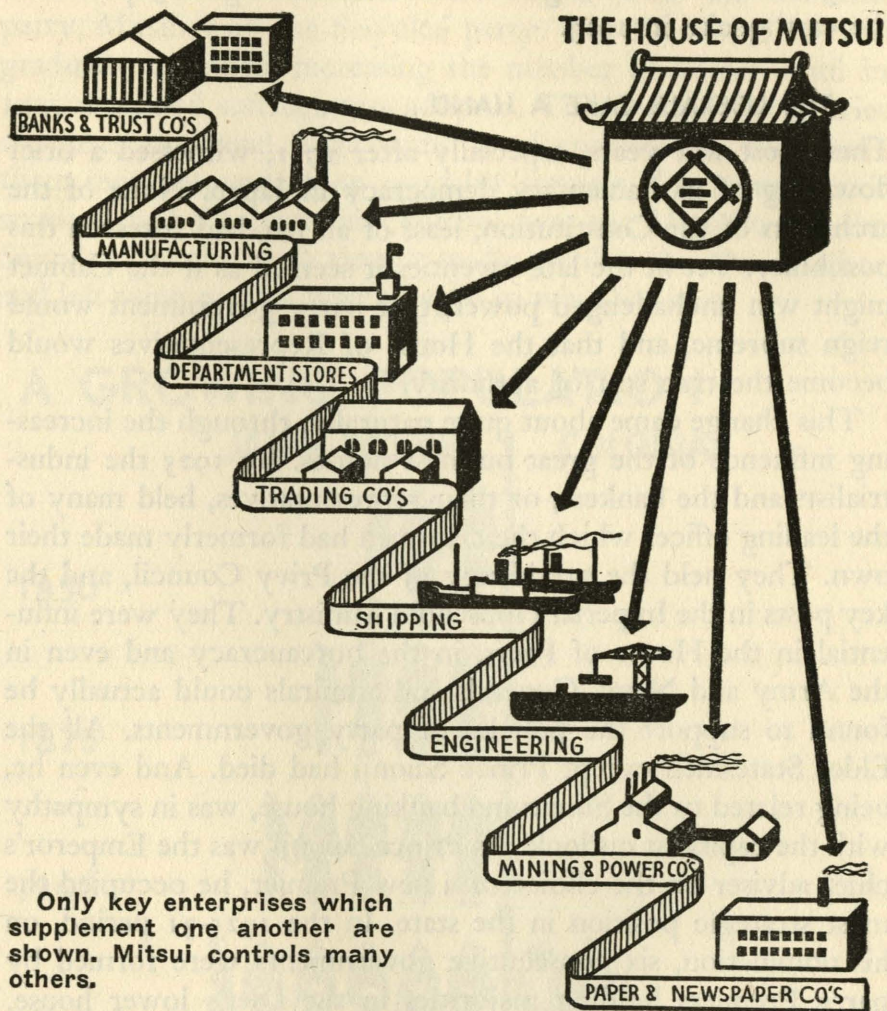 THE HOUSE OF MITSUI
BANKS & TRUST CO'S
MANUFACTURING
DEPARTMENT STORES
TRADING CO'S
SHIPPING
ENGINEERING
MINING & POWER CO'S
PAPER & NEWSPAPER CO'S
Only key enterprises which
supplement one another are
shown. Mitsui controls many
others.